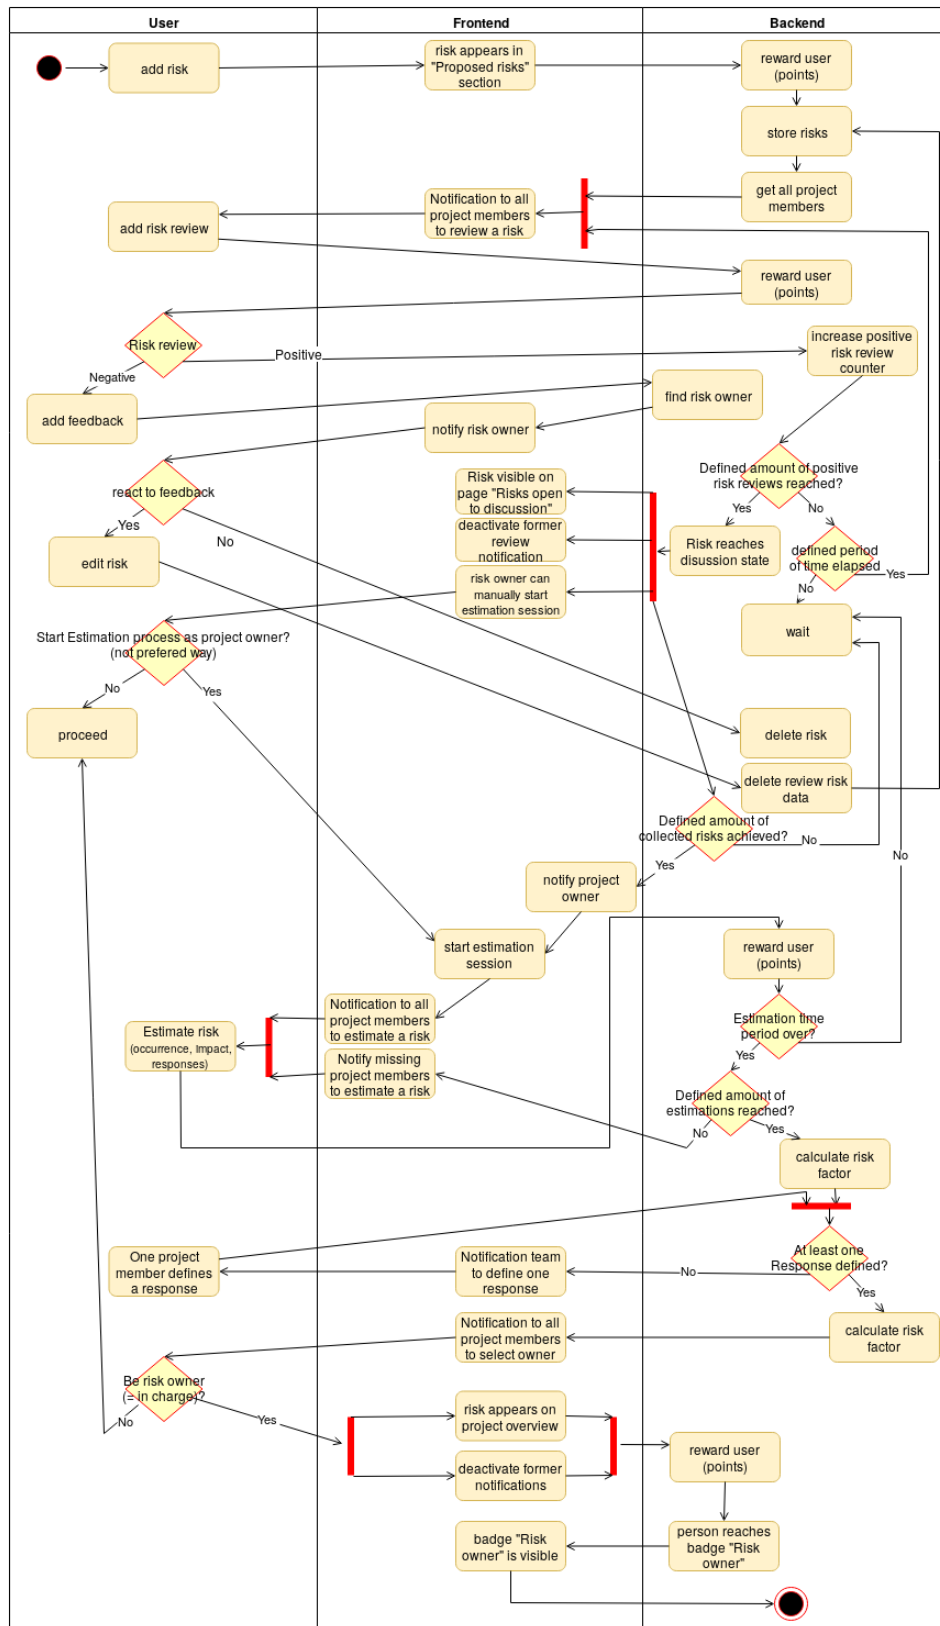 User
Frontend
Backend
add risk
risk appears in
"Proposed risks"
section
reward user
(points)
store risks
get all project
members
Notification to all
project members
to review a risk
add risk review
reward user
(points)
Risk review
Positive
increase positive
risk review
counter
Negative
add feedback
find risk owner
notify risk owner
Defined amount of positive
risk reviews reached?
react to feedback
Risk visible on
page "Risks open
to discussion"
Yes
No
Yes
No
deactivate former
review
notification
Risk reaches
disussion state
defined period
of time elapsed
Yes
edit risk
risk owner can
manually start
estimation session
No
wait
Start Estimation process as project owner?
(not prefered way)
No
Yes
proceed
delete risk
delete review risk
data
Defined amount of
collected risks achieved?
No
Yes
No
notify project
owner
start estimation
session
reward user
(points)
Notification to all
project members
to estimate a risk
Estimate risk
(occurrence, Impact,
responses)
Estimation time
period over?
Yes
Notify missing
project members
to estimate a risk
Defined amount of
estimations reached?
No
Yes
calculate risk
factor
One project
member defines
a response
Notification team
to define one
response
No
At least one
Response defined?
Yes
Notification to all
project members
to select owner
calculate risk
factor
Be risk owner
(= in charge)?
No
Yes
risk appears on
project overview
reward user
(points)
deactivate former
notifications
badge "Risk
owner" is visible
person reaches
badge "Risk
owner"